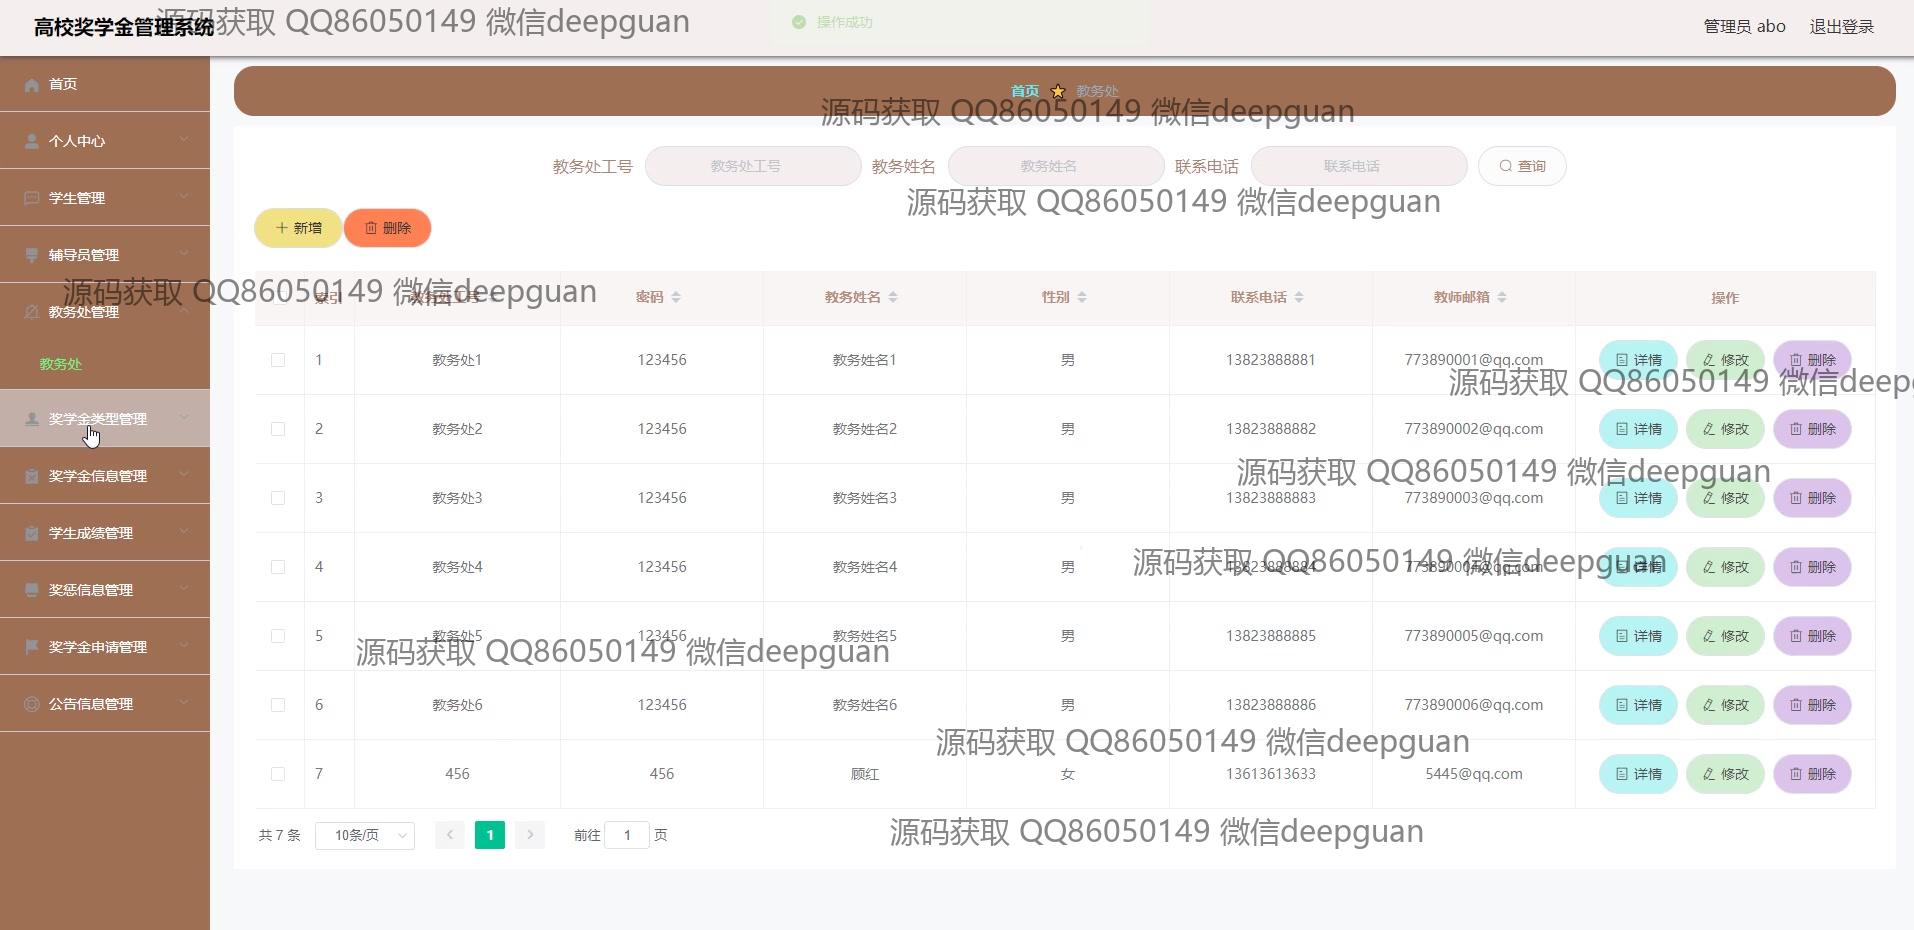 高校奖学金管理系统
源码获取 QQ86050149 微信deepguan
操作成功
管理员 abo
退出登录
首页
个人中心
学生管理
辅导员管理
教务处管理
教务处
奖学金类型管理
奖学金信息管理
学生成绩管理
奖惩信息管理
奖学金申请管理
公告信息管理
首页 教务处
源码获取 QQ86050149 微信deepguan
教务处工号 教务处工号 教务姓名 教务姓名 联系电话 联系电话 查询
源码获取 QQ86050149 微信deepguan
新增 删除
源码获取 QQ86050149 微信deepguan
索引 教务处工号 密码 教务姓名 性别 联系电话 教师邮箱 操作
1 教务处1 123456 教务姓名1 男 13823888881 773890001@qq.com 详情 修改 删除
源码获取 QQ86050149 微信deep
2 教务处2 123456 教务姓名2 男 13823888882 773890002@qq.com 详情 修改 删除
源码获取 QQ86050149 微信deepguan
3 教务处3 123456 教务姓名3 男 13823888883 773890003@qq.com 详情 修改 删除
源码获取 QQ86050149 微信deepguan
4 教务处4 123456 教务姓名4 男 13823888884 773890004@qq.com 详情 修改 删除
5 教务处5 123456 教务姓名5 男 13823888885 773890005@qq.com 详情 修改 删除
源码获取 QQ86050149 微信deepguan
6 教务处6 123456 教务姓名6 男 13823888886 773890006@qq.com 详情 修改 删除
源码获取 QQ86050149 微信deepguan
7 456 456 顾红 女 13613613633 5445@qq.com 详情 修改 删除
共 7 条 10条/页 1 前往 1 页
源码获取 QQ86050149 微信deepguan